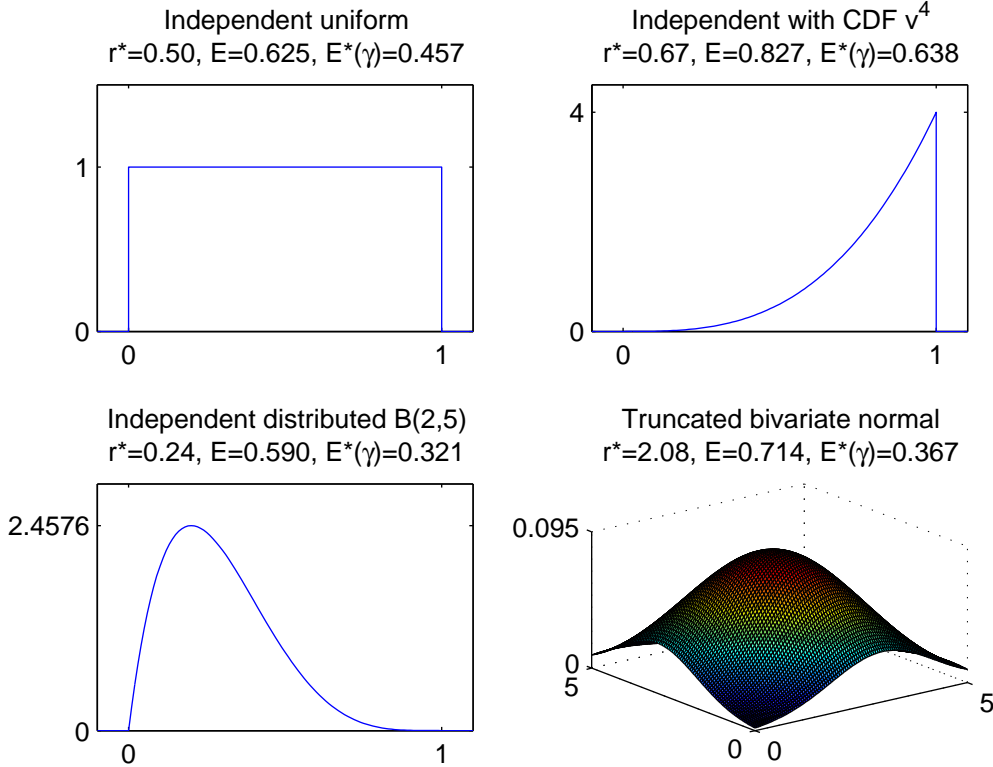 Independent uniform
r*=0.50, E=0.625, E*(γ)=0.457
1
0
0 1
Independent with CDF v⁴
r*=0.67, E=0.827, E*(γ)=0.638
4
0
0 1
Independent distributed B(2,5)
r*=0.24, E=0.590, E*(γ)=0.321
2.4576
0
0 1
Truncated bivariate normal
r*=2.08, E=0.714, E*(γ)=0.367
0.095
0
5 5
0 0